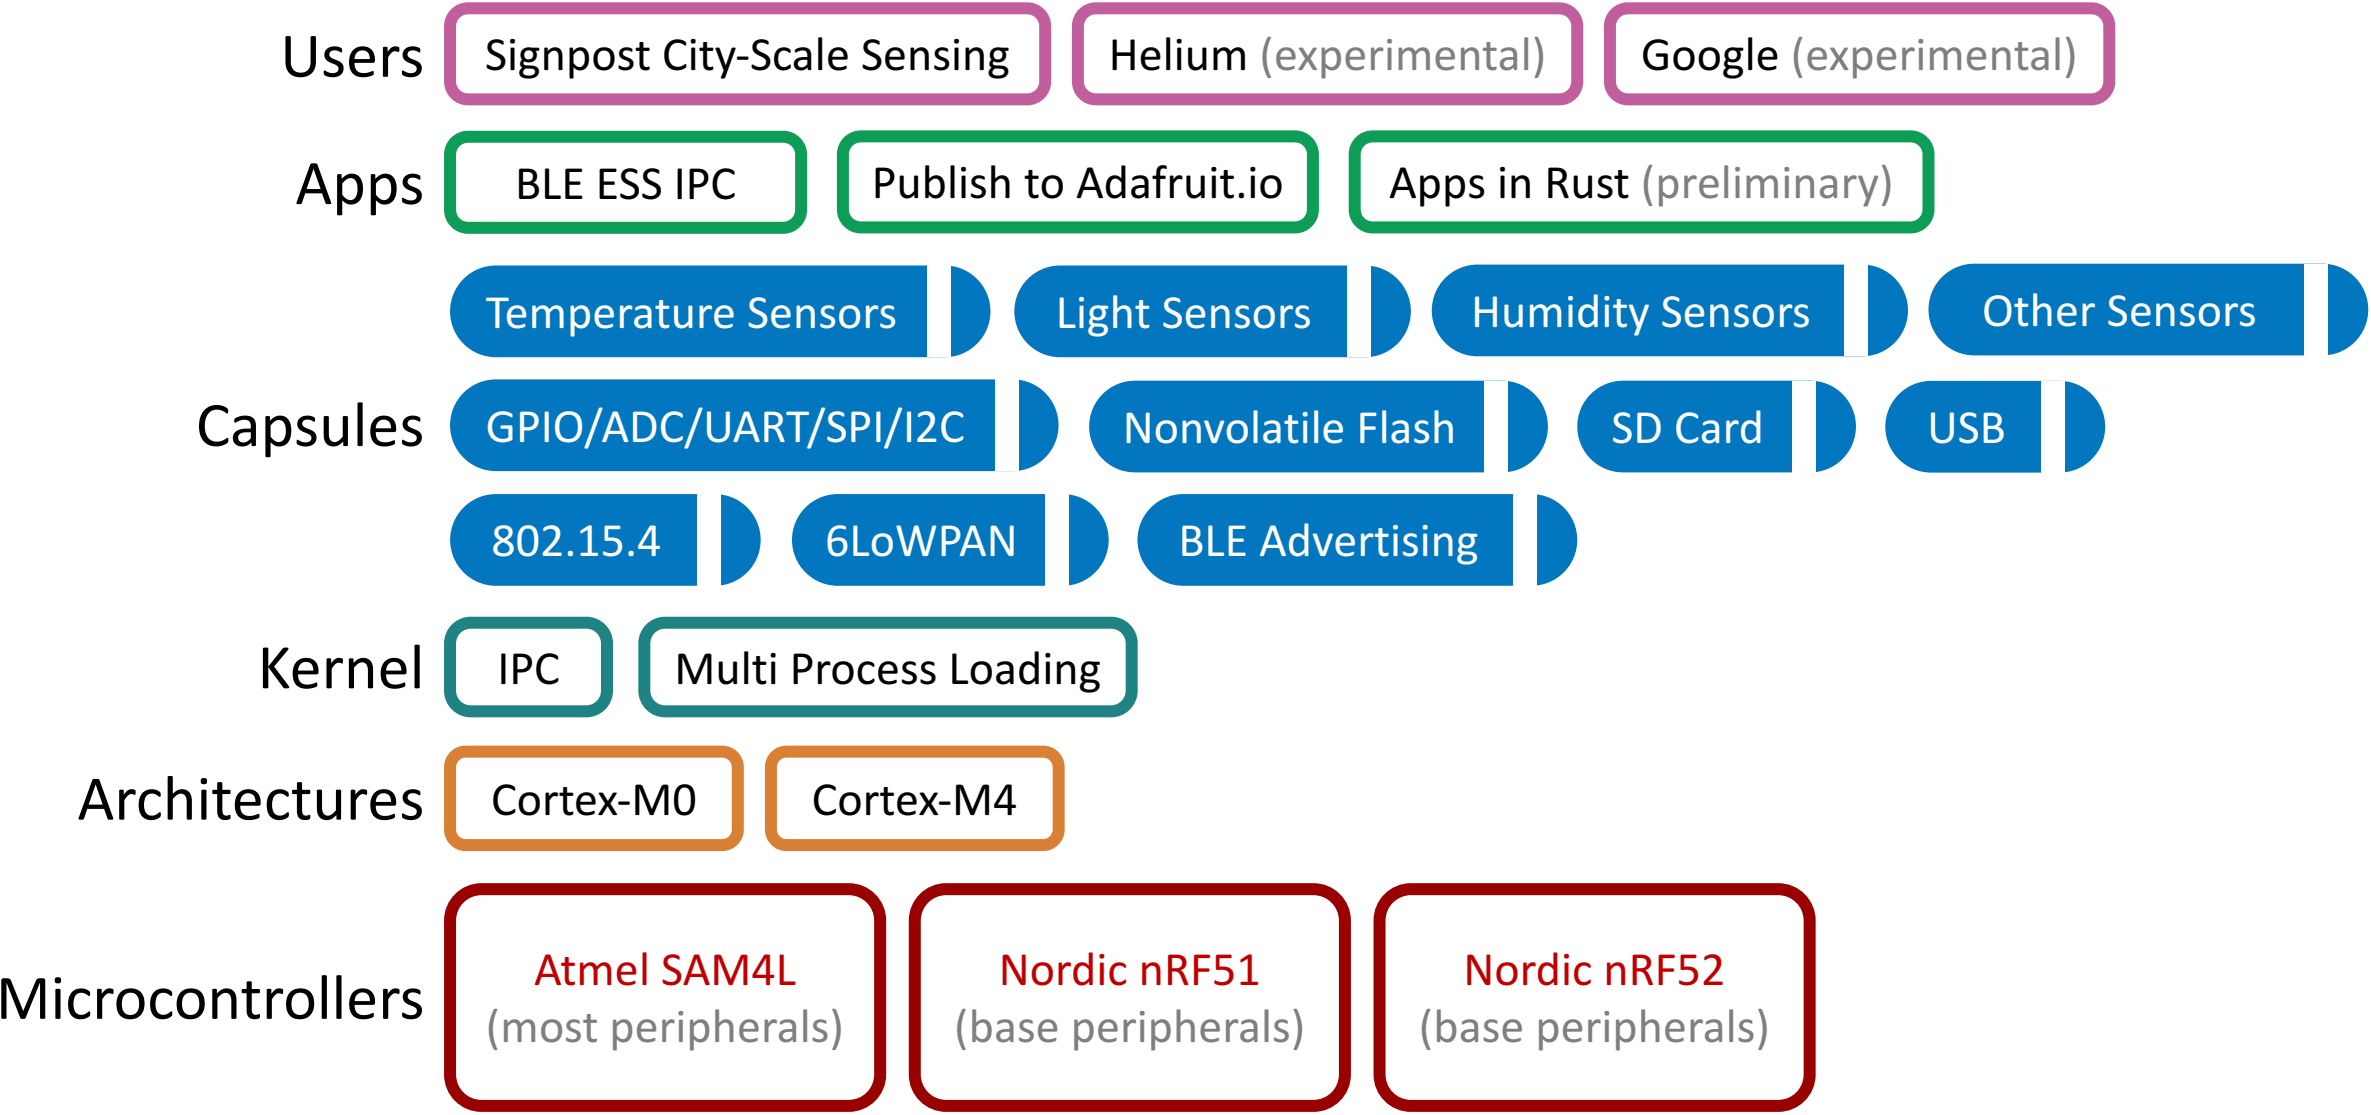 Users
Signpost City-Scale Sensing
Helium (experimental)
Google (experimental)
Apps
BLE ESS IPC
Publish to Adafruit.io
Apps in Rust (preliminary)
Capsules
Temperature Sensors
Light Sensors
Humidity Sensors
Other Sensors
GPIO/ADC/UART/SPI/I2C
Nonvolatile Flash
SD Card
USB
802.15.4
6LoWPAN
BLE Advertising
Kernel
IPC
Multi Process Loading
Architectures
Cortex-M0
Cortex-M4
Microcontrollers
Atmel SAM4L
(most peripherals)
Nordic nRF51
(base peripherals)
Nordic nRF52
(base peripherals)